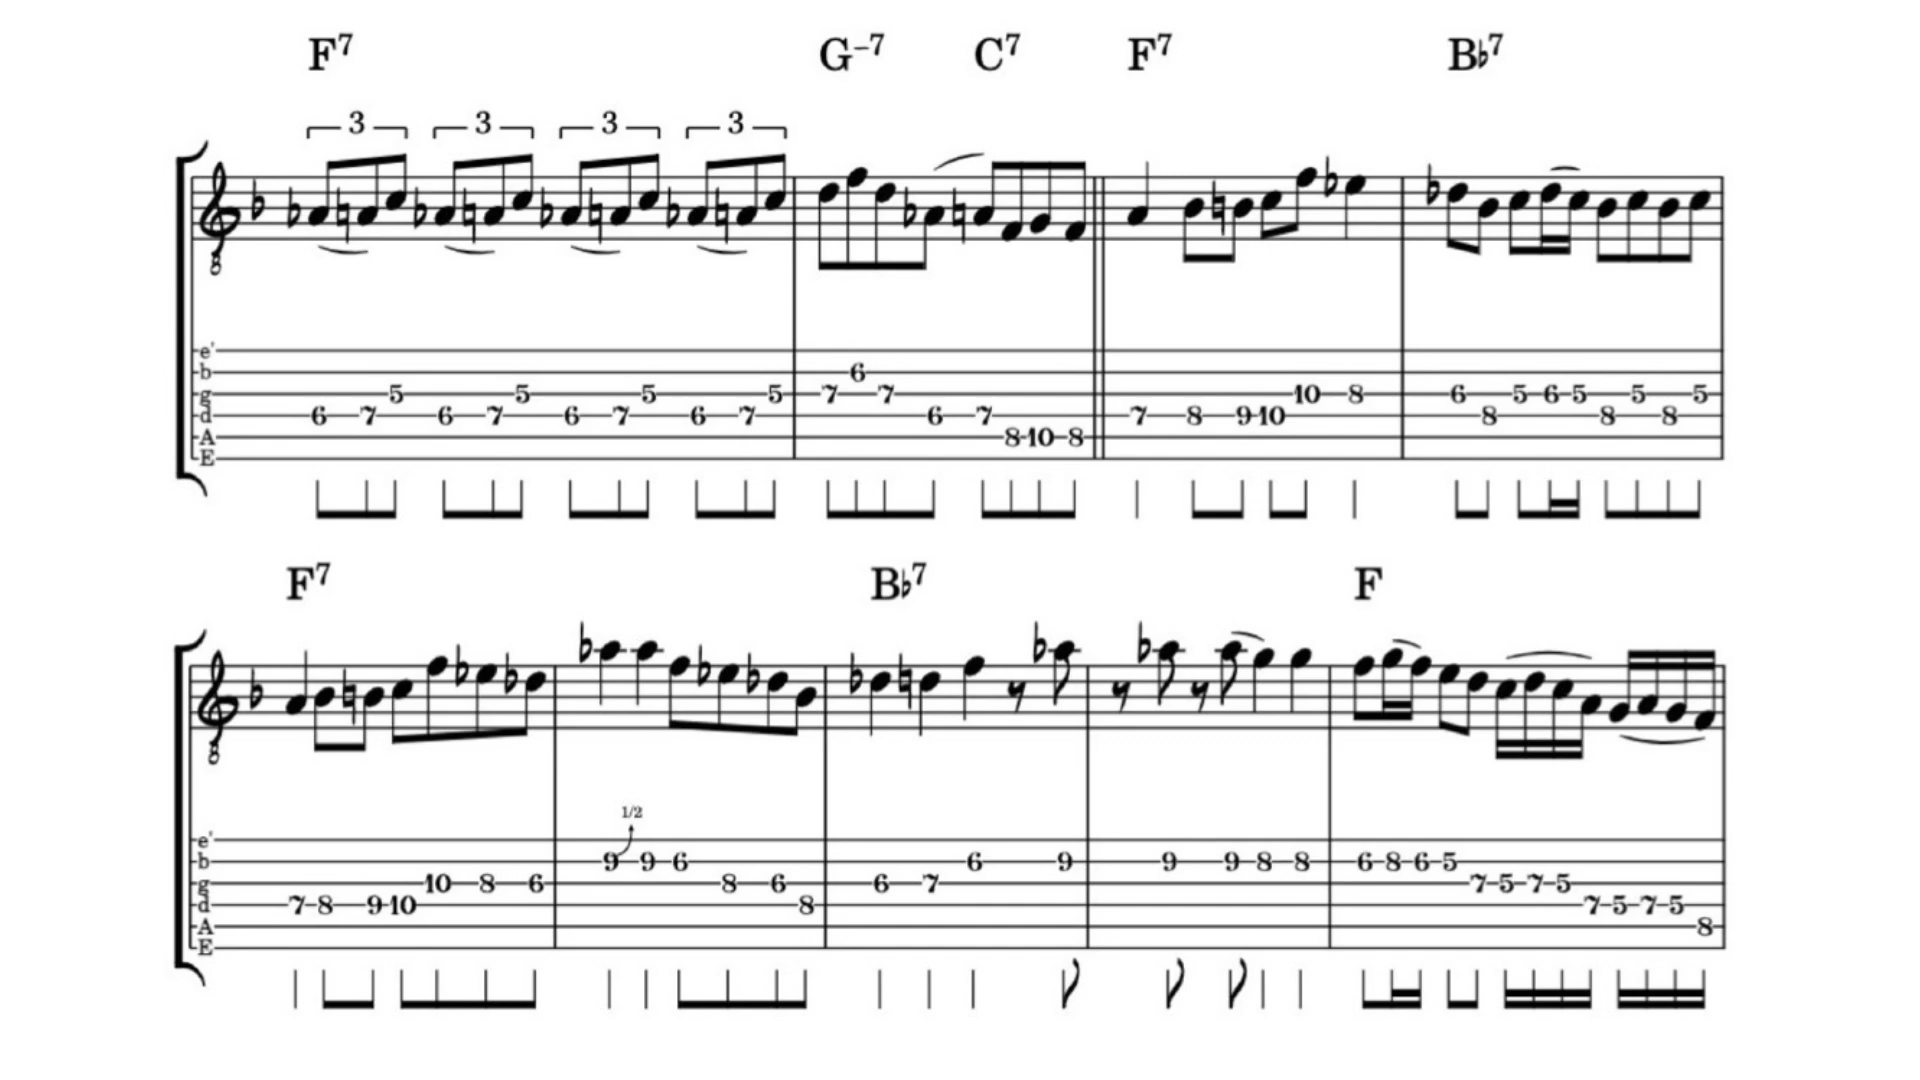 F7 G–7 C7 F7 B♭7
3 3 3 3
8
e'
b 6
g 5 5 5 5 7 7 10 8 6 5 6 5 5 5
d 6 7 6 7 6 7 6 7 6 7 7 8 9 10 8 8 8
A 8 10 8
E
F7 B♭7 F
8
1/2
e'
b 9 9 6 6 9 9 9 8 8 6 8 6 5
g 10 8 6 8 6 6 7 7 5 7 5
d 7 8 9 10 8 7 5 7 5
A 8
E